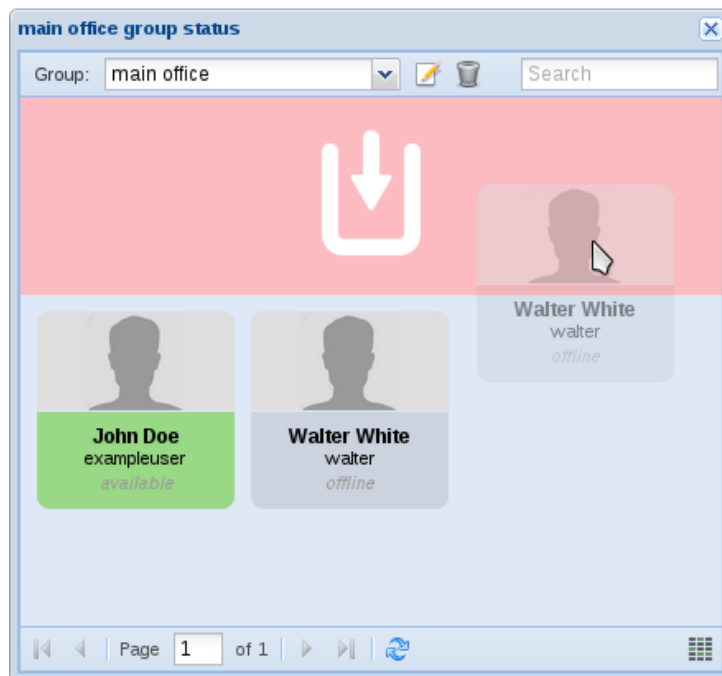 main office group status
Group: main office Search
Walter White
walter
offline
John Doe
exampleuser
available
Walter White
walter
offline
Page 1 of 1